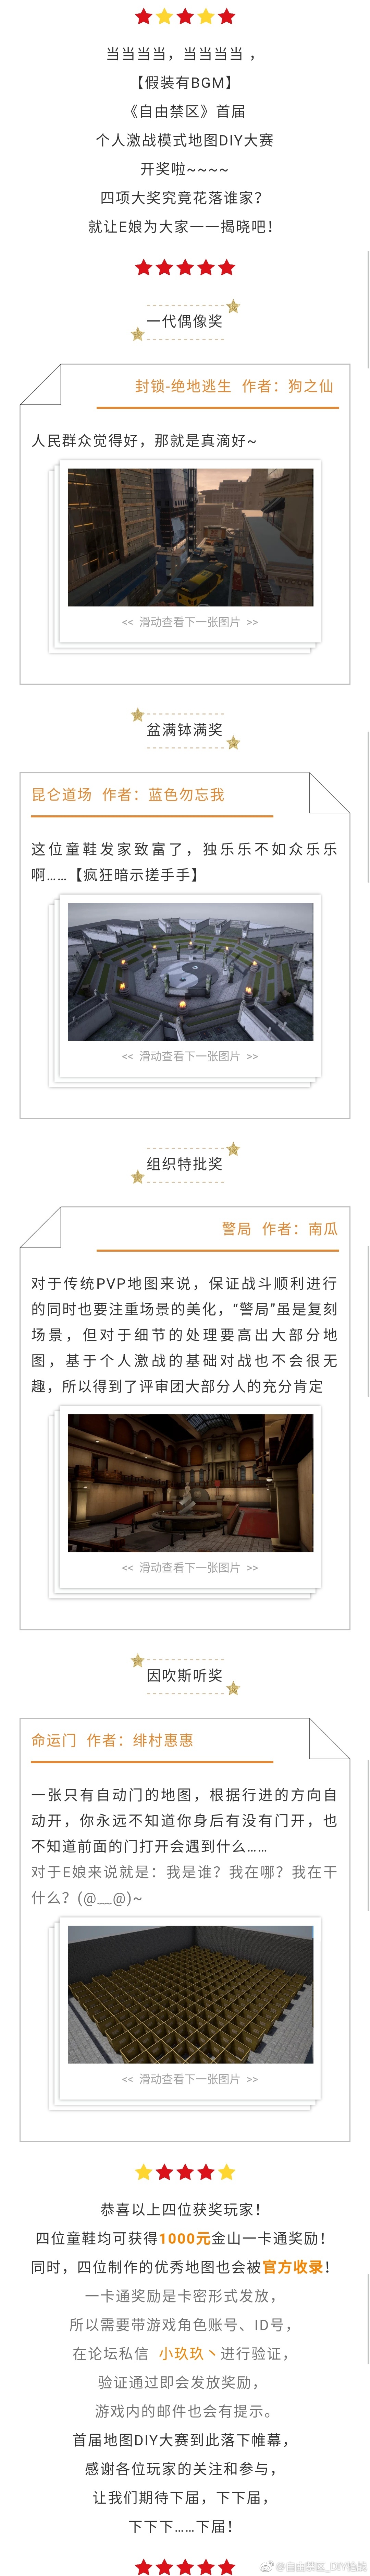 当当当当，当当当当，
【假装有BGM】
《自由禁区》首届
个人激战模式地图DIY大赛
开奖啦~~~~
四项大奖究竟花落谁家？
就让E娘为大家一一揭晓吧！
一代偶像奖
封锁-绝地逃生 作者：狗之仙
人民群众觉得好，那就是真滴好~
<< 滑动查看下一张图片 >>
盆满钵满奖
昆仑道场 作者：蓝色勿忘我
这位童鞋发家致富了，独乐乐不如众乐乐
啊……【疯狂暗示搓手手】
<< 滑动查看下一张图片 >>
组织特批奖
警局 作者：南瓜
对于传统PVP地图来说，保证战斗顺利进行
的同时也要注重场景的美化，“警局”虽是复刻
场景，但对于细节的处理要高出大部分地
图，基于个人激战的基础对战也不会很无
趣，所以得到了评审团大部分人的充分肯定
<< 滑动查看下一张图片 >>
因吹斯听奖
命运门 作者：绯村惠惠
一张只有自动门的地图，根据行进的方向自
动开，你永远不知道你身后有没有门开，也
不知道前面的门打开会遇到什么……
对于E娘来说就是：我是谁？我在哪？我在干
什么？(@﹏@)~
<< 滑动查看下一张图片 >>
恭喜以上四位获奖玩家！
四位童鞋均可获得1000元金山一卡通奖励！
同时，四位制作的优秀地图也会被官方收录！
一卡通奖励是卡密形式发放，
所以需要带游戏角色账号、ID号，
在论坛私信 小玖玖丶进行验证，
验证通过即会发放奖励，
游戏内的邮件也会有提示。
首届地图DIY大赛到此落下帷幕，
感谢各位玩家的关注和参与，
让我们期待下届，下下届，
下下下……下届！